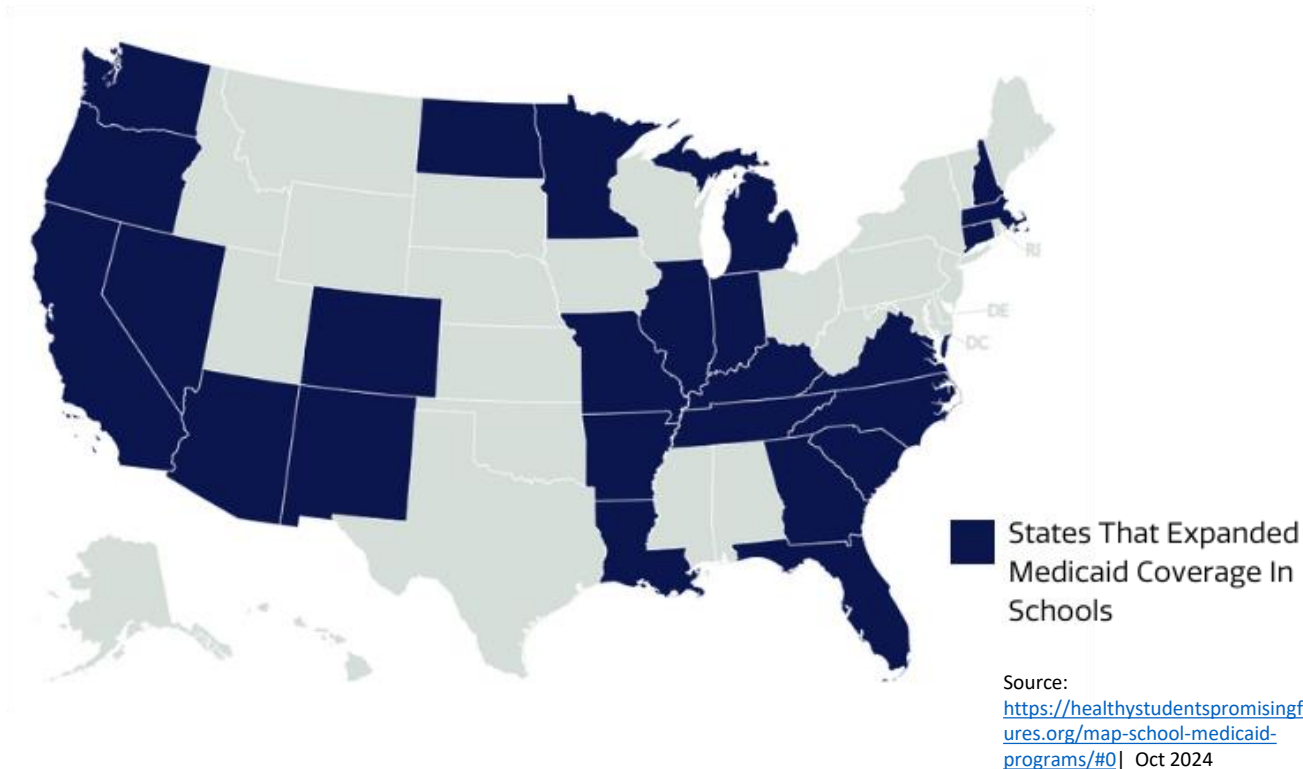 RI
DE
DC
States That Expanded
Medicaid Coverage In
Schools
Source:
https://healthystudentspromisingf
ures.org/map-school-medicaid-
programs/#0| Oct 2024